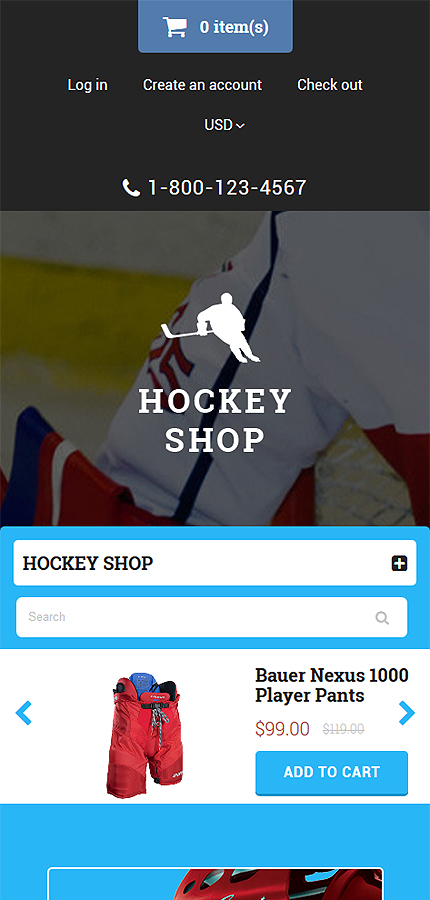 0 item(s)
Log in Create an account Check out
USD
1-800-123-4567
HOCKEY
SHOP
HOCKEY SHOP
Search
Bauer Nexus 1000
Player Pants
$99.00 $119.00
ADD TO CART